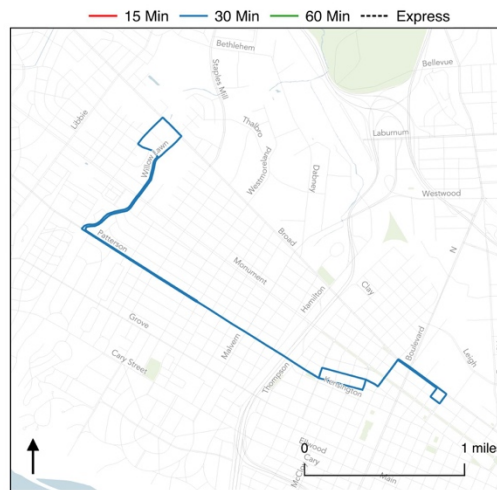 15 Min 30 Min 60 Min Express
Bethlehem
Bellevue
Staples Mill
Libbie
Thalbro
Laburnum
Willow Lawn
Westmoreland
Dabney
Westwood
Patterson
Broad
N
Monument
Clay
Hamilton
Boulevard
Grove
Malvern
Leigh
Cary Street
Thompson
Kensington
0 1 miles
Ellwood
Cary
Main